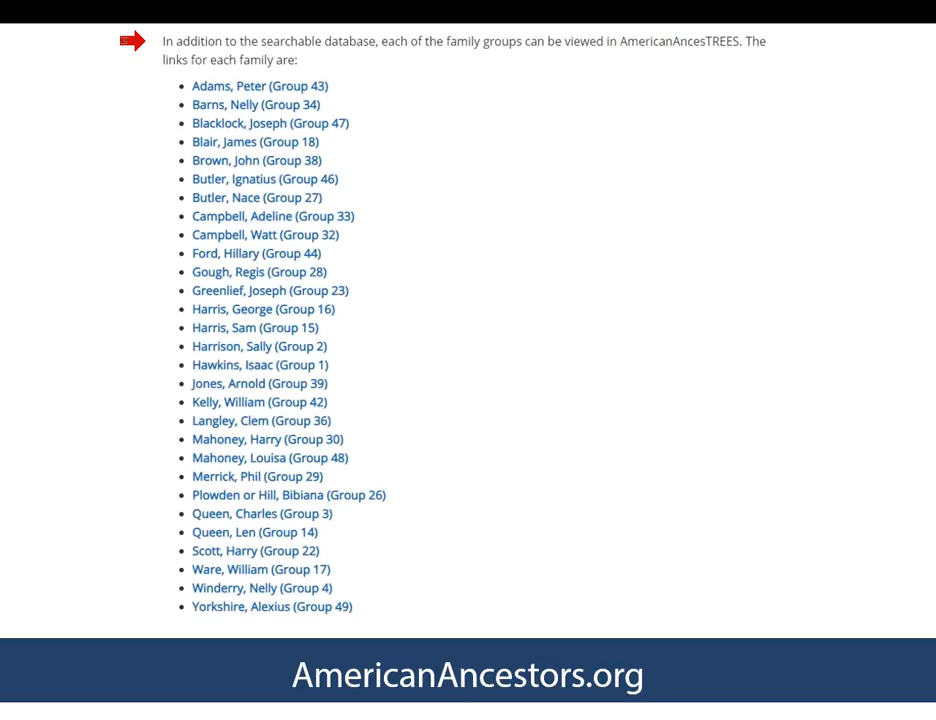 In addition to the searchable database, each of the family groups can be viewed in AmericanAncesTREES. The
links for each family are:
• Adams, Peter (Group 43)
• Barns, Nelly (Group 34)
• Blacklock, Joseph (Group 47)
• Blair, James (Group 18)
• Brown, John (Group 38)
• Butler, Ignatius (Group 46)
• Butler, Nace (Group 27)
• Campbell, Adeline (Group 33)
• Campbell, Watt (Group 32)
• Ford, Hillary (Group 44)
• Gough, Regis (Group 28)
• Greenlief, Joseph (Group 23)
• Harris, George (Group 16)
• Harris, Sam (Group 15)
• Harrison, Sally (Group 2)
• Hawkins, Isaac (Group 1)
• Jones, Arnold (Group 39)
• Kelly, William (Group 42)
• Langley, Clem (Group 36)
• Mahoney, Harry (Group 30)
• Mahoney, Louisa (Group 48)
• Merrick, Phil (Group 29)
• Plowden or Hill, Bibiana (Group 26)
• Queen, Charles (Group 3)
• Queen, Len (Group 14)
• Scott, Harry (Group 22)
• Ware, William (Group 17)
• Winderry, Nelly (Group 4)
• Yorkshire, Alexius (Group 49)
AmericanAncestors.org